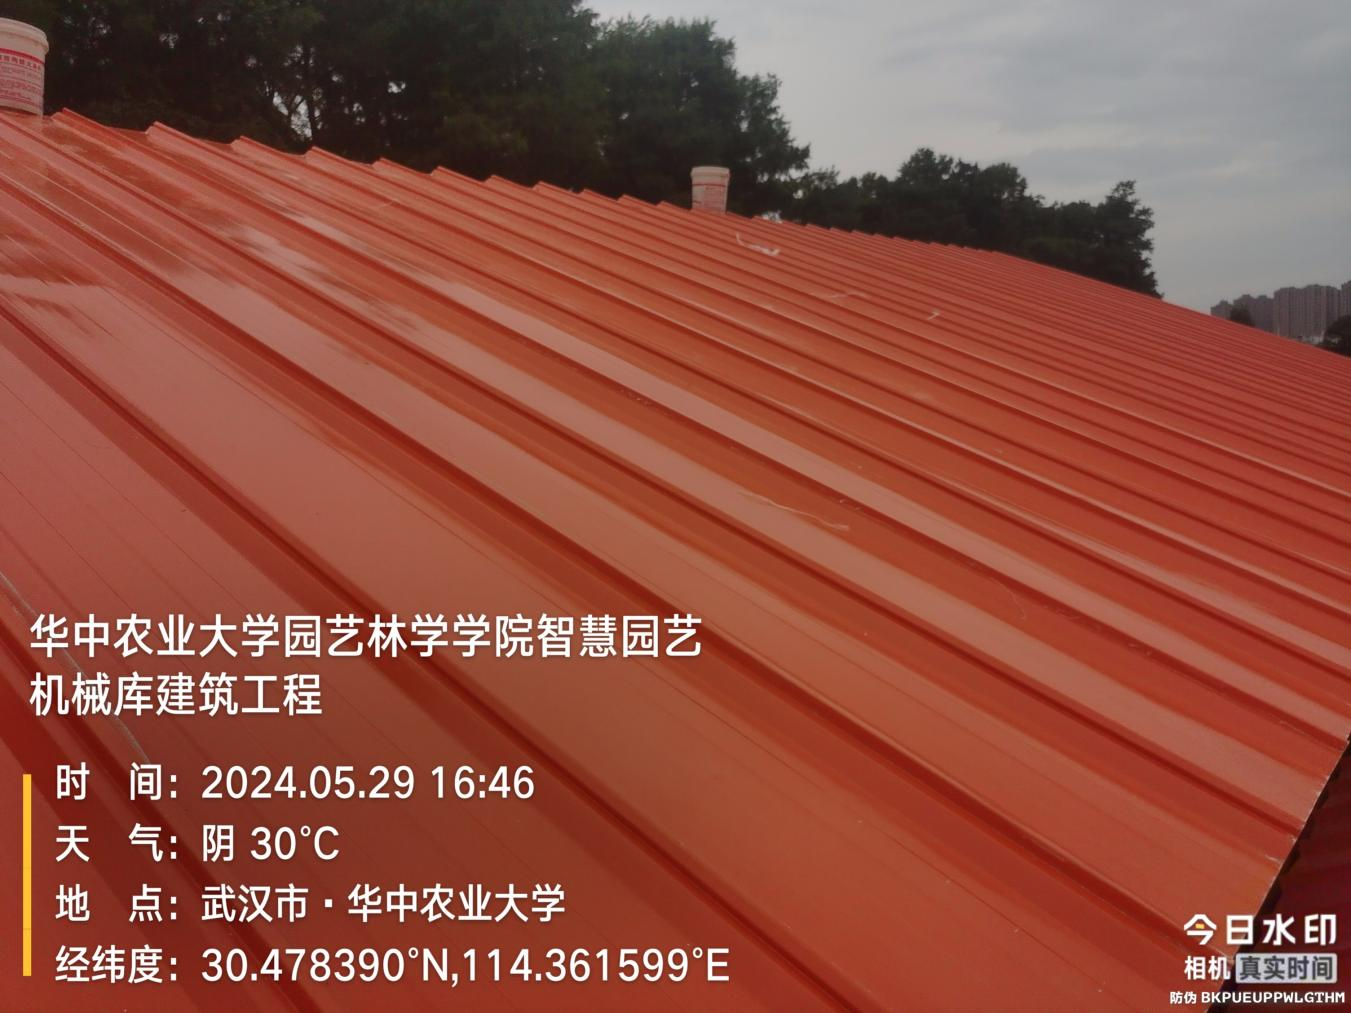 华中农业大学园艺林学学院智慧园艺
机械库建筑工程
时 间：2024.05.29 16:46
天 气：阴 30°C
地 点：武汉市·华中农业大学
经纬度：30.478390°N,114.361599°E
今日水印
相机 真实时间
防伪 BKPUEUPPWLGTHM